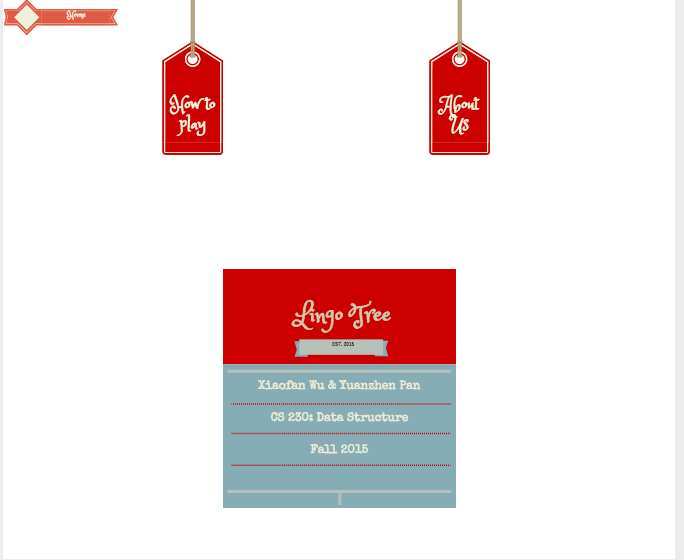 Home
How to
play
About
Us
Lingo Tree
EST. 2015
Xiaofan Wu & Yuanzhen Pan
CS 230: Data Structure
Fall 2015